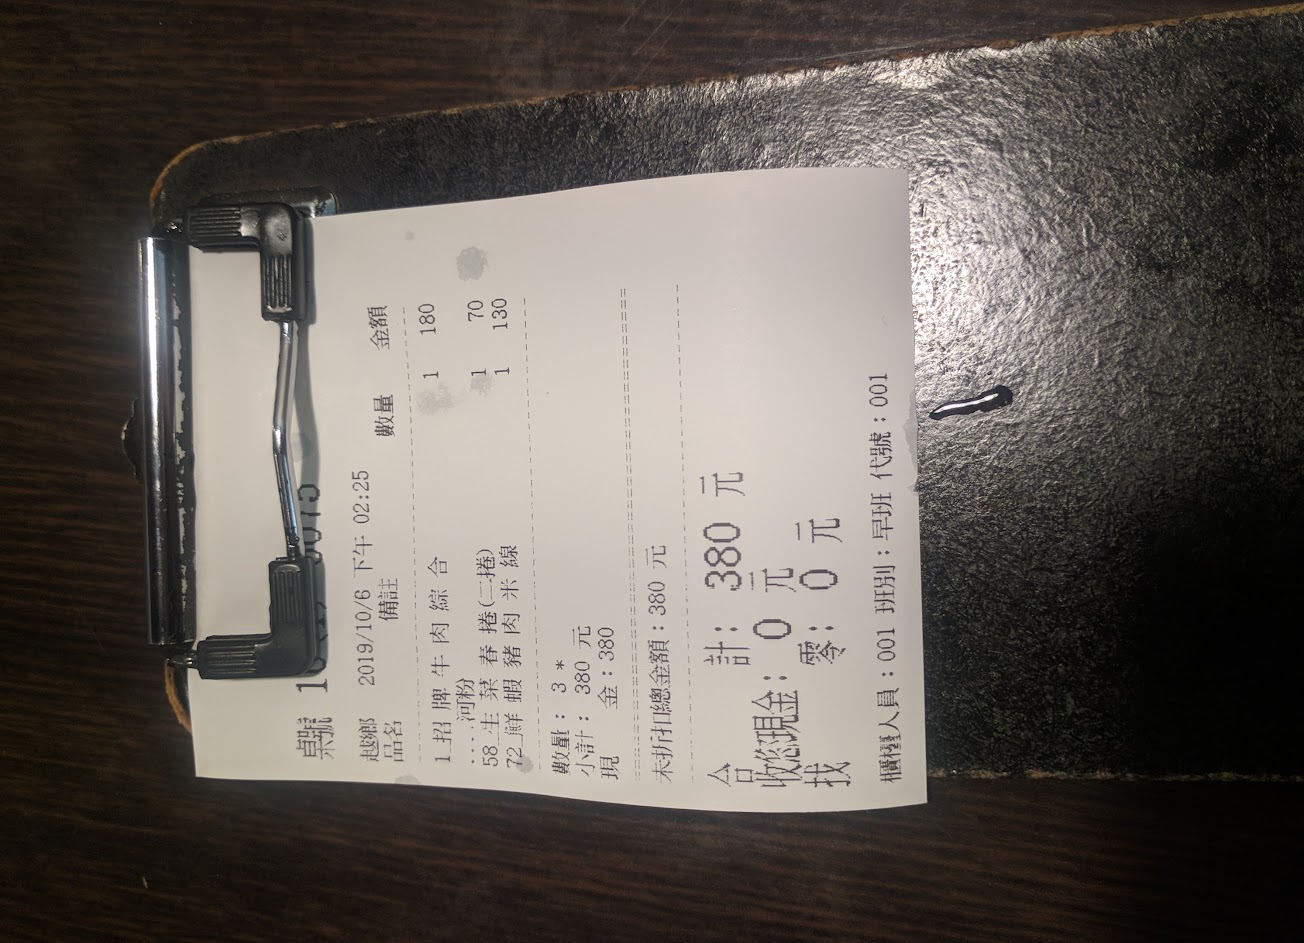 桌號 1
越鄉 2019/10/6 下午 02:25
品名 備註 數量 金額
1 招牌牛肉綜合 1 180
... 河粉
58 生菜春捲(二捲) 1 70
72 鮮蝦豬肉米線 1 130
數量: 3 *
小計: 380 元
現 金:380
未折扣總金額:380 元
合 計: 380 元
收您現金: 0 元
找 零: 0 元
櫃檯人員:001 班別:早班 代號:001